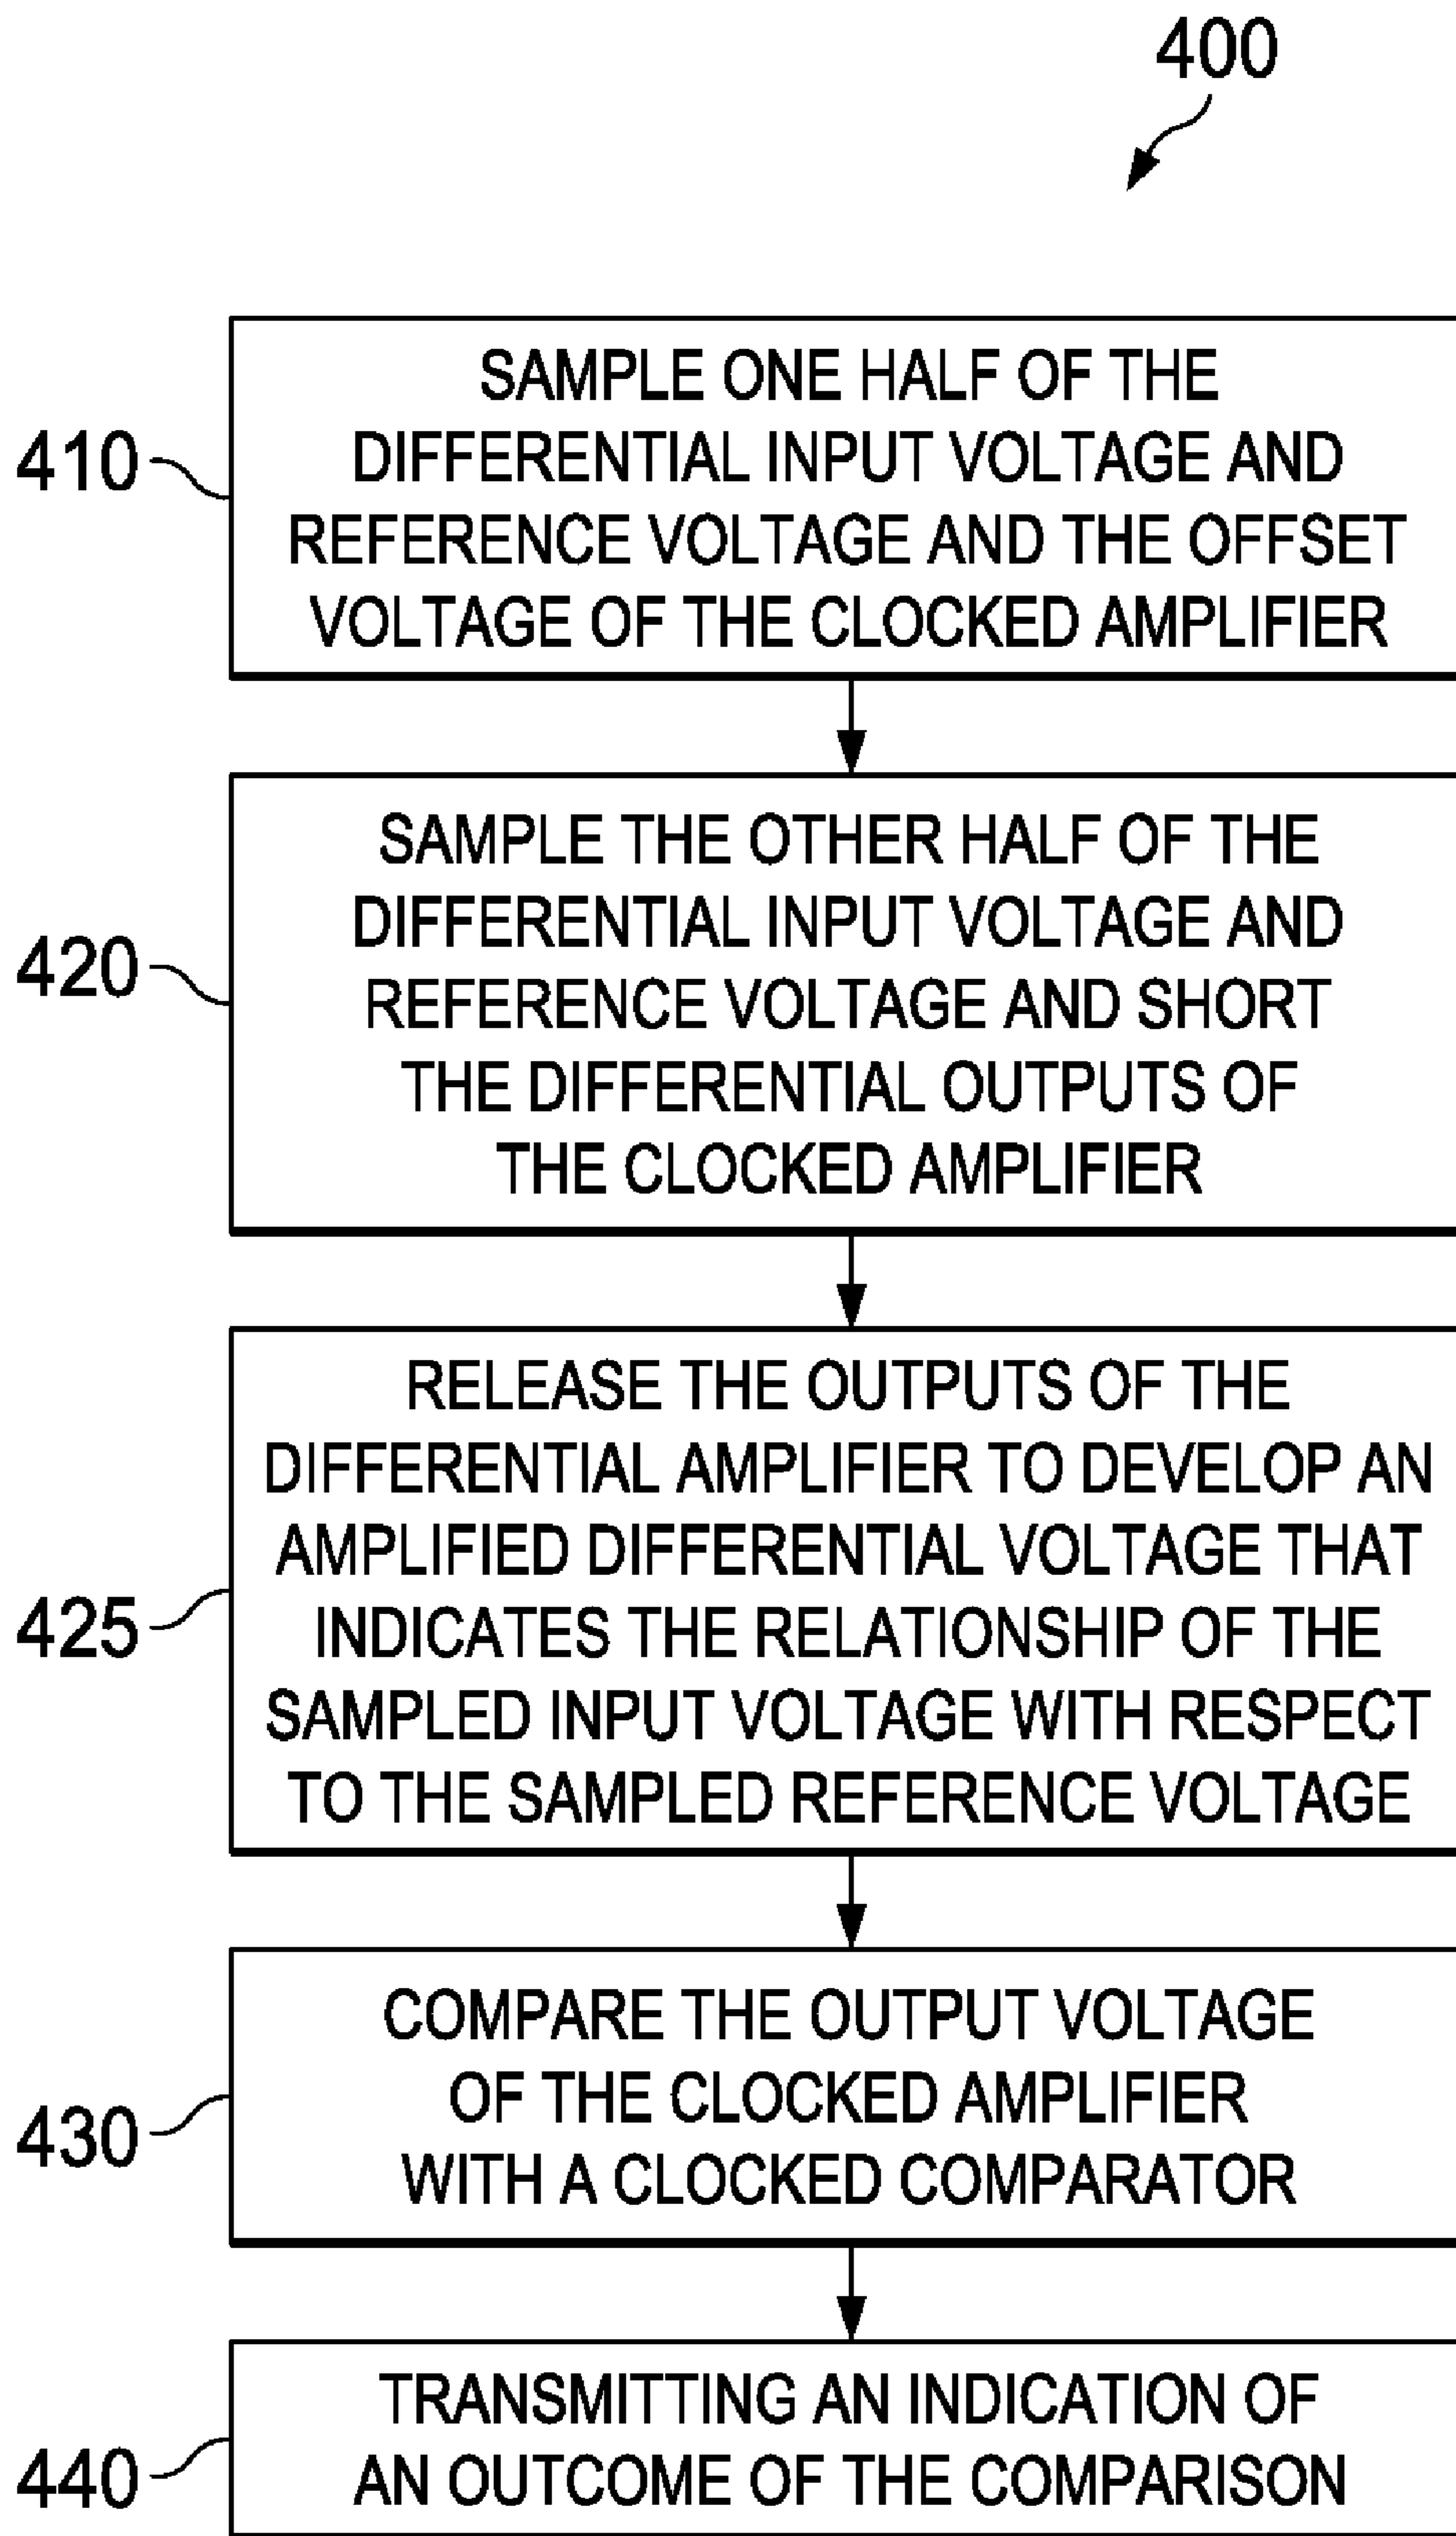 400
410
SAMPLE ONE HALF OF THE
DIFFERENTIAL INPUT VOLTAGE AND
REFERENCE VOLTAGE AND THE OFFSET
VOLTAGE OF THE CLOCKED AMPLIFIER
420
SAMPLE THE OTHER HALF OF THE
DIFFERENTIAL INPUT VOLTAGE AND
REFERENCE VOLTAGE AND SHORT
THE DIFFERENTIAL OUTPUTS OF
THE CLOCKED AMPLIFIER
425
RELEASE THE OUTPUTS OF THE
DIFFERENTIAL AMPLIFIER TO DEVELOP AN
AMPLIFIED DIFFERENTIAL VOLTAGE THAT
INDICATES THE RELATIONSHIP OF THE
SAMPLED INPUT VOLTAGE WITH RESPECT
TO THE SAMPLED REFERENCE VOLTAGE
430
COMPARE THE OUTPUT VOLTAGE
OF THE CLOCKED AMPLIFIER
WITH A CLOCKED COMPARATOR
440
TRANSMITTING AN INDICATION OF
AN OUTCOME OF THE COMPARISON